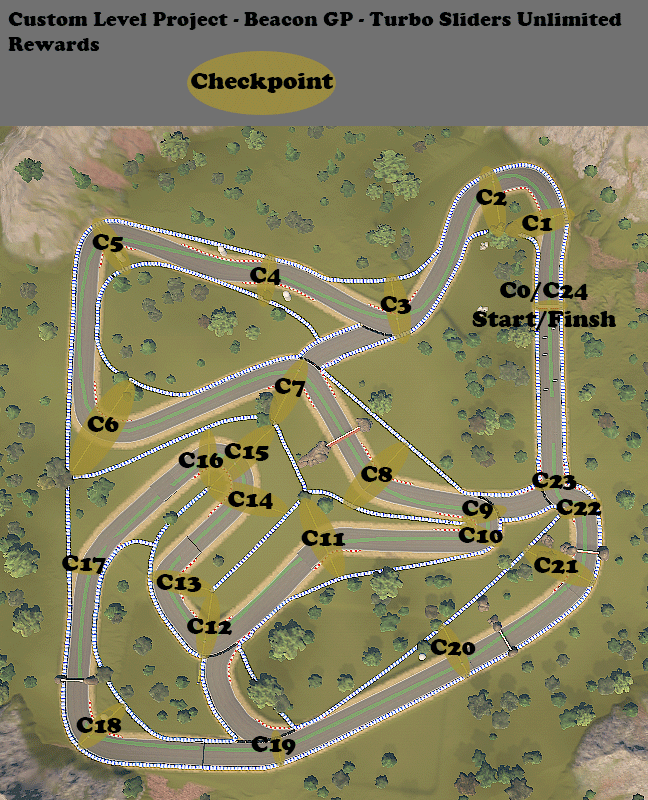 Custom Level Project - Beacon GP - Turbo Sliders Unlimited
Rewards
Checkpoint
C2
C1
C5
C4
C0/C24
C3
Start/Finsh
C7
C6
C15
C16
C8
C23
C14
C9
C22
C10
C11
C17
C21
C13
C12
C20
C18
C19